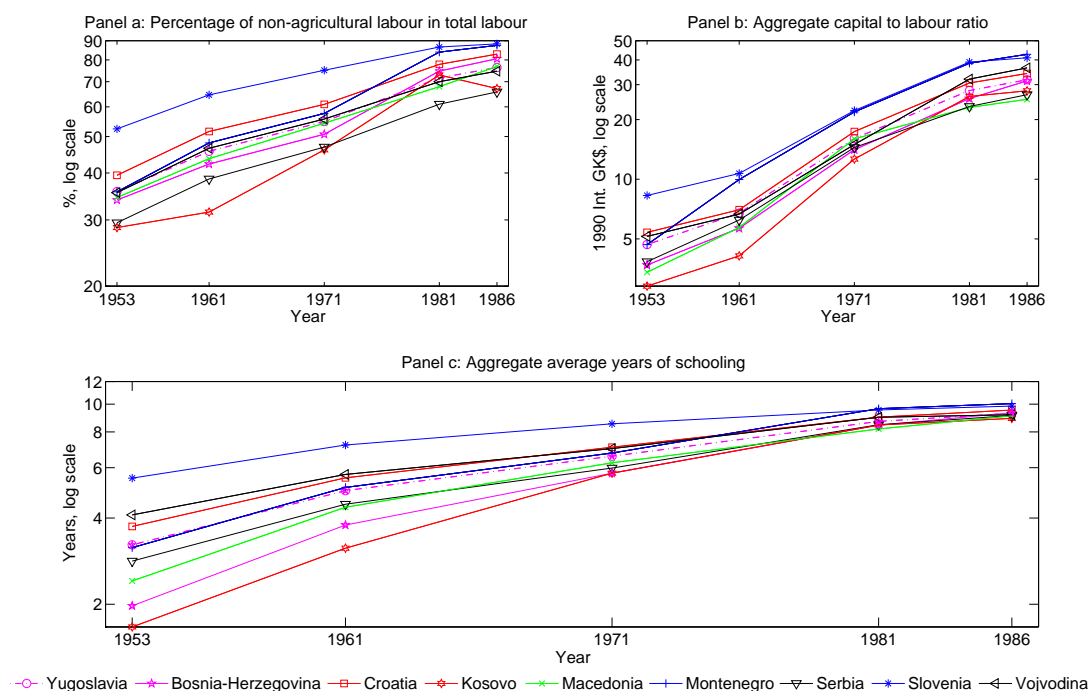 Panel a: Percentage of non-agricultural labour in total labour
90
80
70
60
50
40
30
20
%, log scale
1953 1961 1971 1981 1986
Year
Panel b: Aggregate capital to labour ratio
50
40
30
20
10
5
1990 Int. GK$, log scale
1953 1961 1971 1981 1986
Year
Panel c: Aggregate average years of schooling
12
10
8
6
4
2
Years, log scale
1953 1961 1971 1981 1986
Year
Yugoslavia Bosnia-Herzegovina Croatia Kosovo Macedonia Montenegro Serbia Slovenia Vojvodina